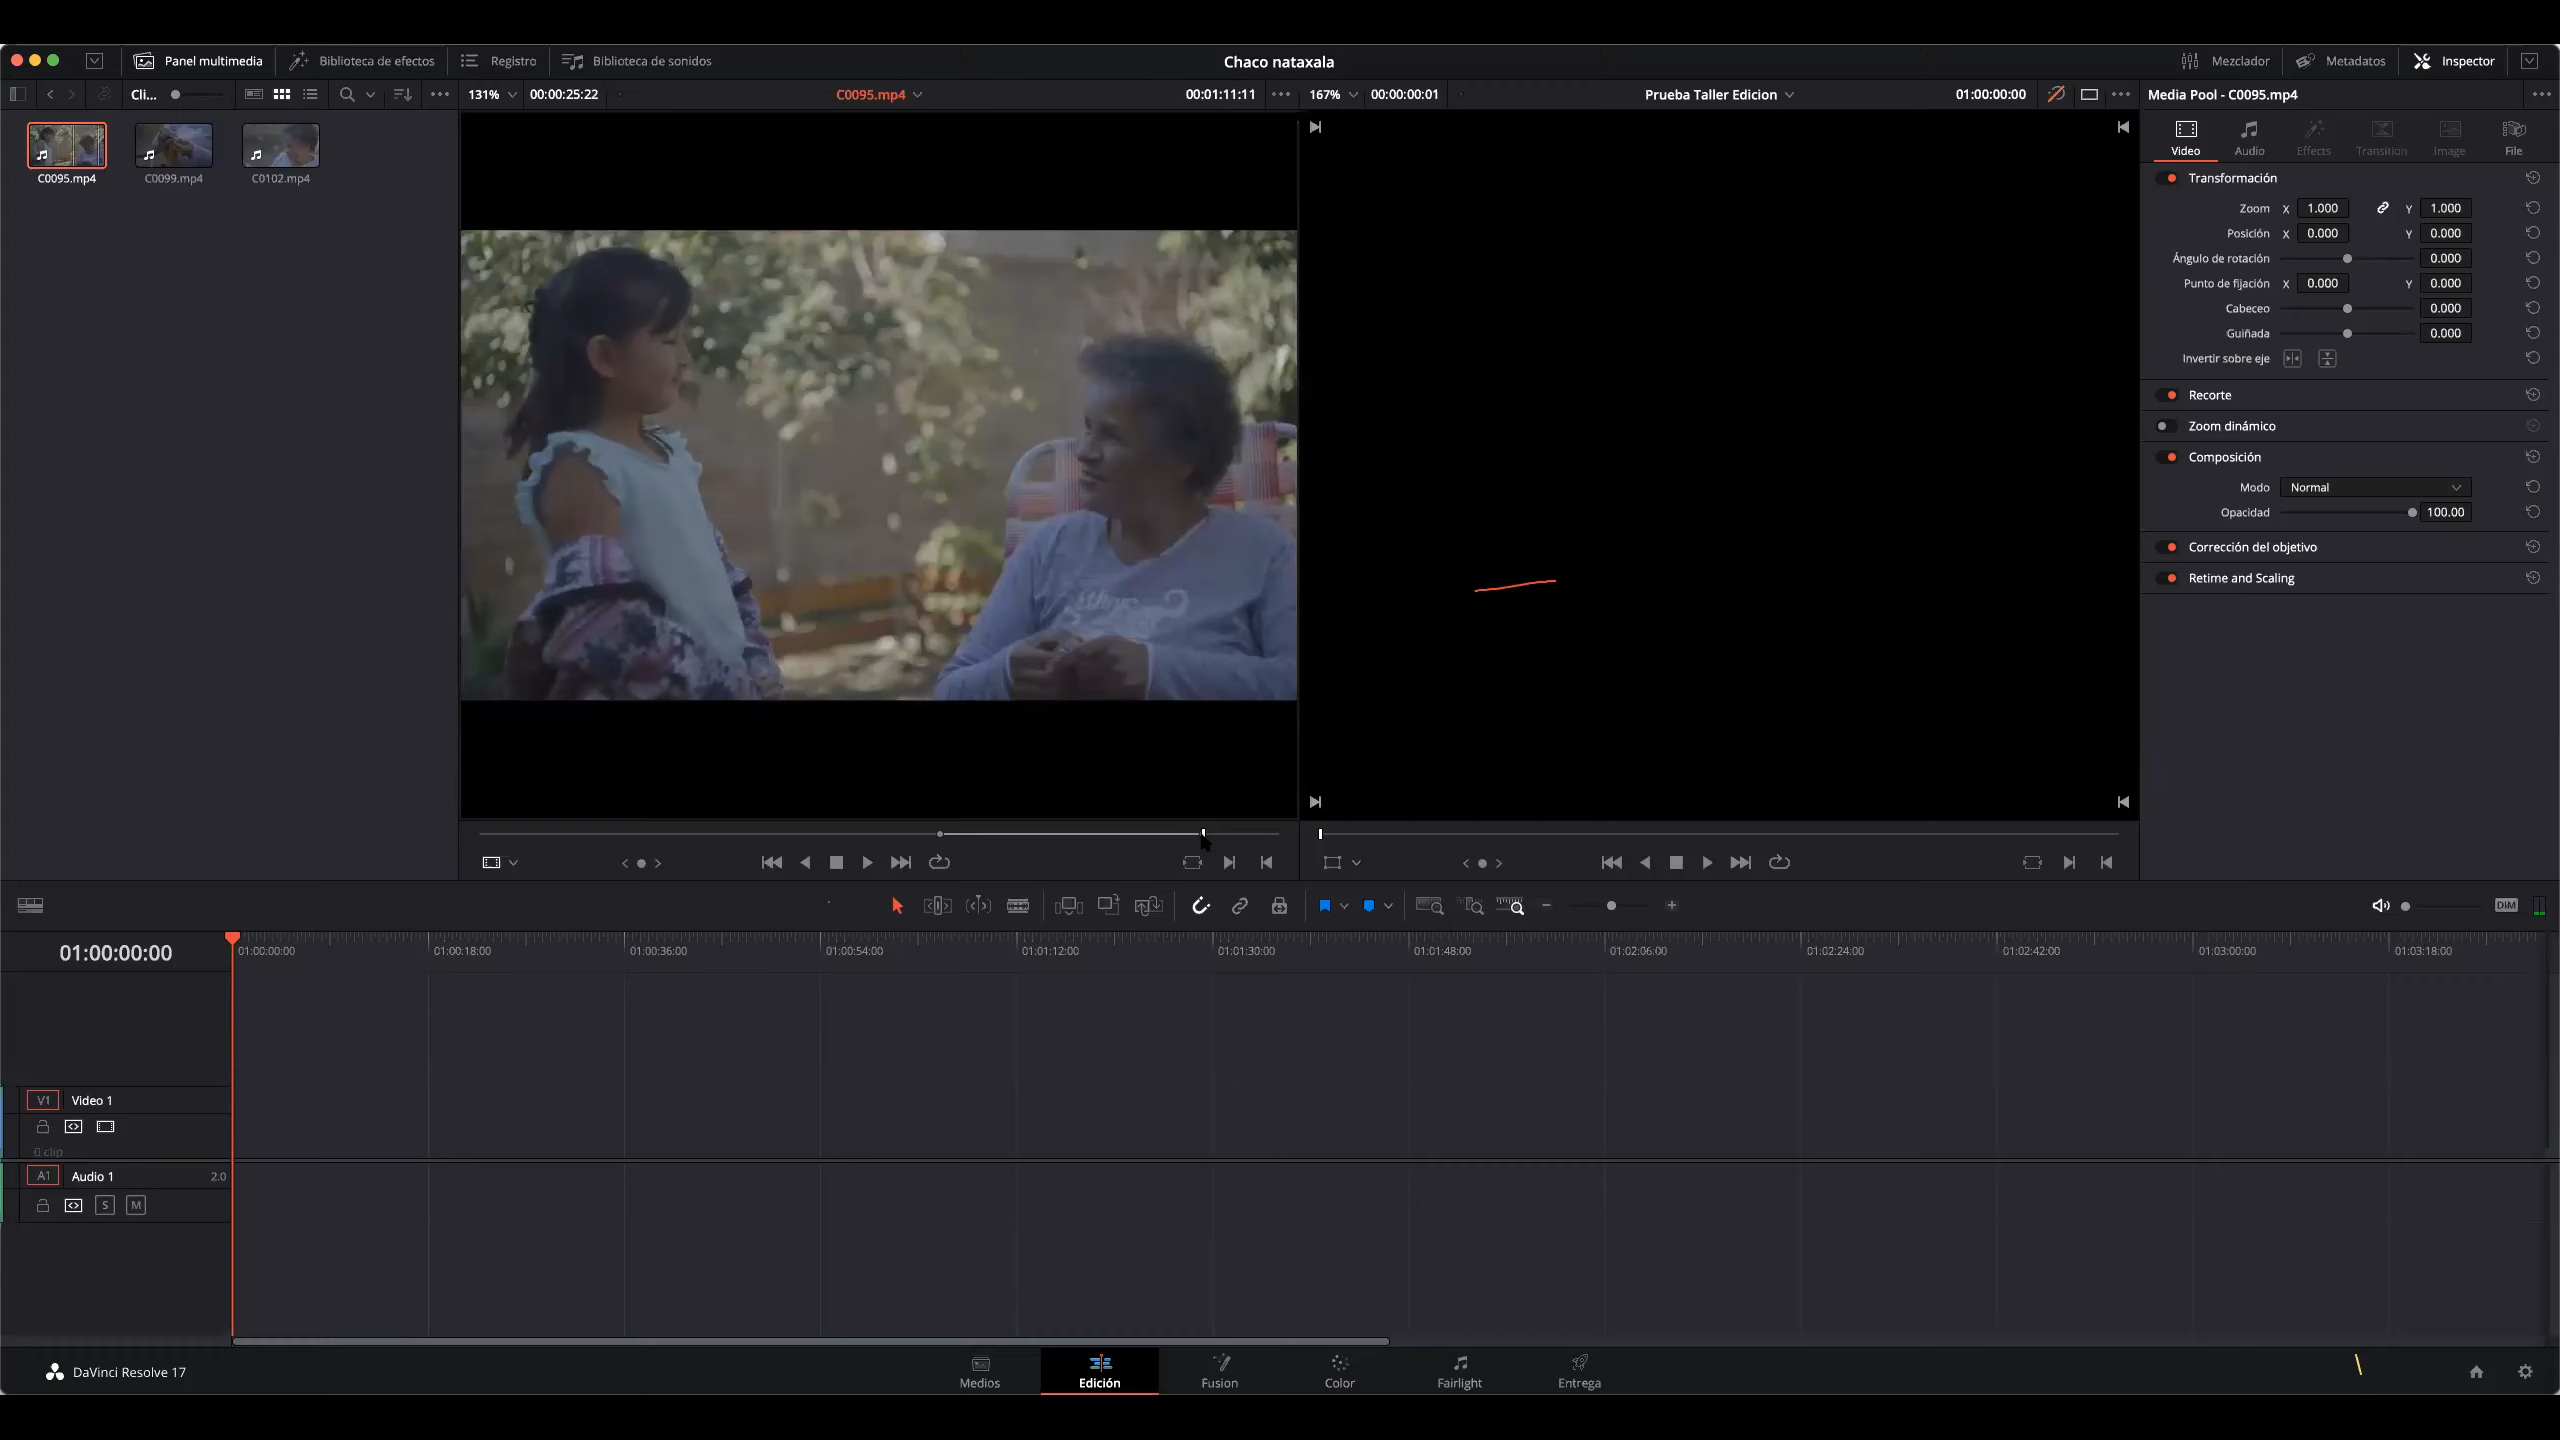 Chaco nataxala
Panel multimedia
Biblioteca de efectos
Registro
Biblioteca de sonidos
Mezclador
Metadatos
Inspector
Cli...
131%
00:00:25:22
C0095.mp4
00:01:11:11
167%
00:00:00:01
Prueba Taller Edicion
01:00:00:00
Media Pool - C0095.mp4
C0095.mp4
C0099.mp4
C0102.mp4
Video
Audio
Effects
Transition
Image
File
Transformación
Zoom X 1.000 Y 1.000
Posición X 0.000 Y 0.000
Ángulo de rotación 0.000
Punto de fijación X 0.000 Y 0.000
Cabeceo 0.000
Guiñada 0.000
Invertir sobre eje
Recorte
Zoom dinámico
Composición
Modo Normal
Opacidad 100.00
Corrección del objetivo
Retime and Scaling
DIM
01:00:00:00
01:00:00:00
01:00:18:00
01:00:36:00
01:00:54:00
01:01:12:00
01:01:30:00
01:01:48:00
01:02:06:00
01:02:24:00
01:02:42:00
01:03:00:00
01:03:18:00
V1 Video 1
0 clip
A1 Audio 1 2.0
S M
DaVinci Resolve 17
Medios
Edición
Fusion
Color
Fairlight
Entrega